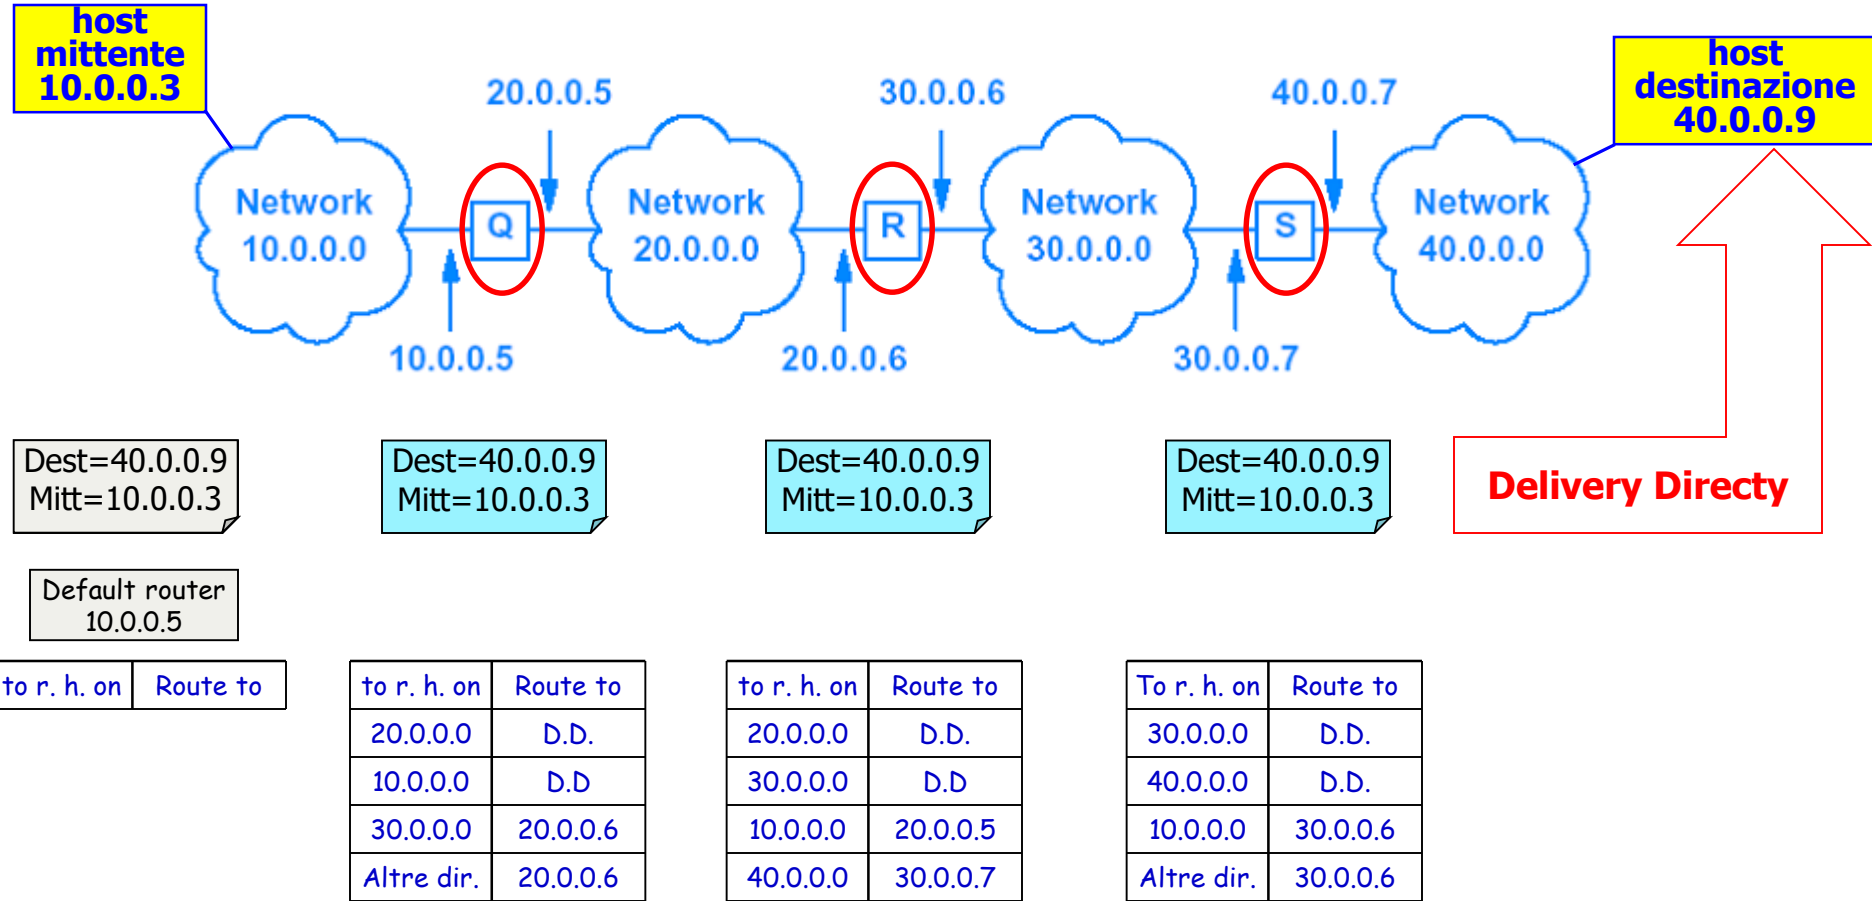 host
mittente
10.0.0.3
host
destinazione
40.0.0.9
20.0.0.5
30.0.0.6
40.0.0.7
Network
10.0.0.0
Q
Network
20.0.0.0
R
Network
30.0.0.0
S
Network
40.0.0.0
10.0.0.5
20.0.0.6
30.0.0.7
Dest=40.0.0.9
Mitt=10.0.0.3
Dest=40.0.0.9
Mitt=10.0.0.3
Dest=40.0.0.9
Mitt=10.0.0.3
Dest=40.0.0.9
Mitt=10.0.0.3
Delivery Directy
Default router
10.0.0.5
to r. h. on Route to
to r. h. on Route to
20.0.0.0 D.D.
10.0.0.0 D.D
30.0.0.0 20.0.0.6
Altre dir. 20.0.0.6
to r. h. on Route to
20.0.0.0 D.D.
30.0.0.0 D.D
10.0.0.0 20.0.0.5
40.0.0.0 30.0.0.7
To r. h. on Route to
30.0.0.0 D.D.
40.0.0.0 D.D.
10.0.0.0 30.0.0.6
Altre dir. 30.0.0.6